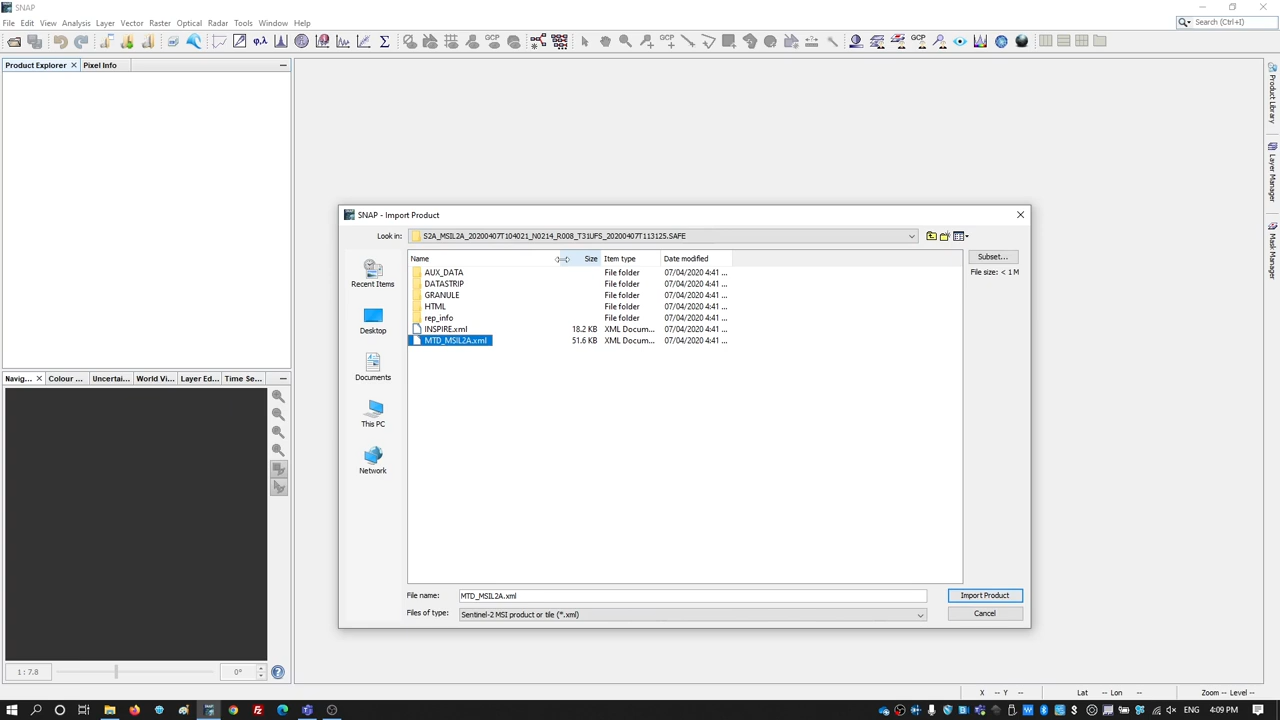 SNAP
File Edit View Analysis Layer Vector Raster Optical Radar Tools Window Help
Search (Ctrl+I)
Product Explorer
Pixel Info
SNAP - Import Product
Look in: S2A_MSIL2A_20200407T104021_N0214_R008_T31UFS_20200407T113125.SAFE
Name Size Item type Date modified
AUX_DATA File folder 07/04/2020 4:41 ...
DATASTRIP File folder 07/04/2020 4:41 ...
GRANULE File folder 07/04/2020 4:41 ...
HTML File folder 07/04/2020 4:41 ...
rep_info File folder 07/04/2020 4:41 ...
INSPIRE.xml 18.2 KB XML Docum... 07/04/2020 4:41 ...
MTD_MSIL2A.xml 51.6 KB XML Docum... 07/04/2020 4:41 ...
Subset...
File size: < 1 M
Recent Items
Desktop
Documents
This PC
Network
File name: MTD_MSIL2A.xml
Import Product
Files of type: Sentinel-2 MSI product or tile (*.xml)
Cancel
Product Library
Layer Manager
Mask Manager
Navig... Colour ... Uncertai... World Vi... Layer Ed... Time Se...
1 : 7.8
0°
X -- Y -- Lat -- Lon -- Zoom -- Level --
ENG 4:09 PM